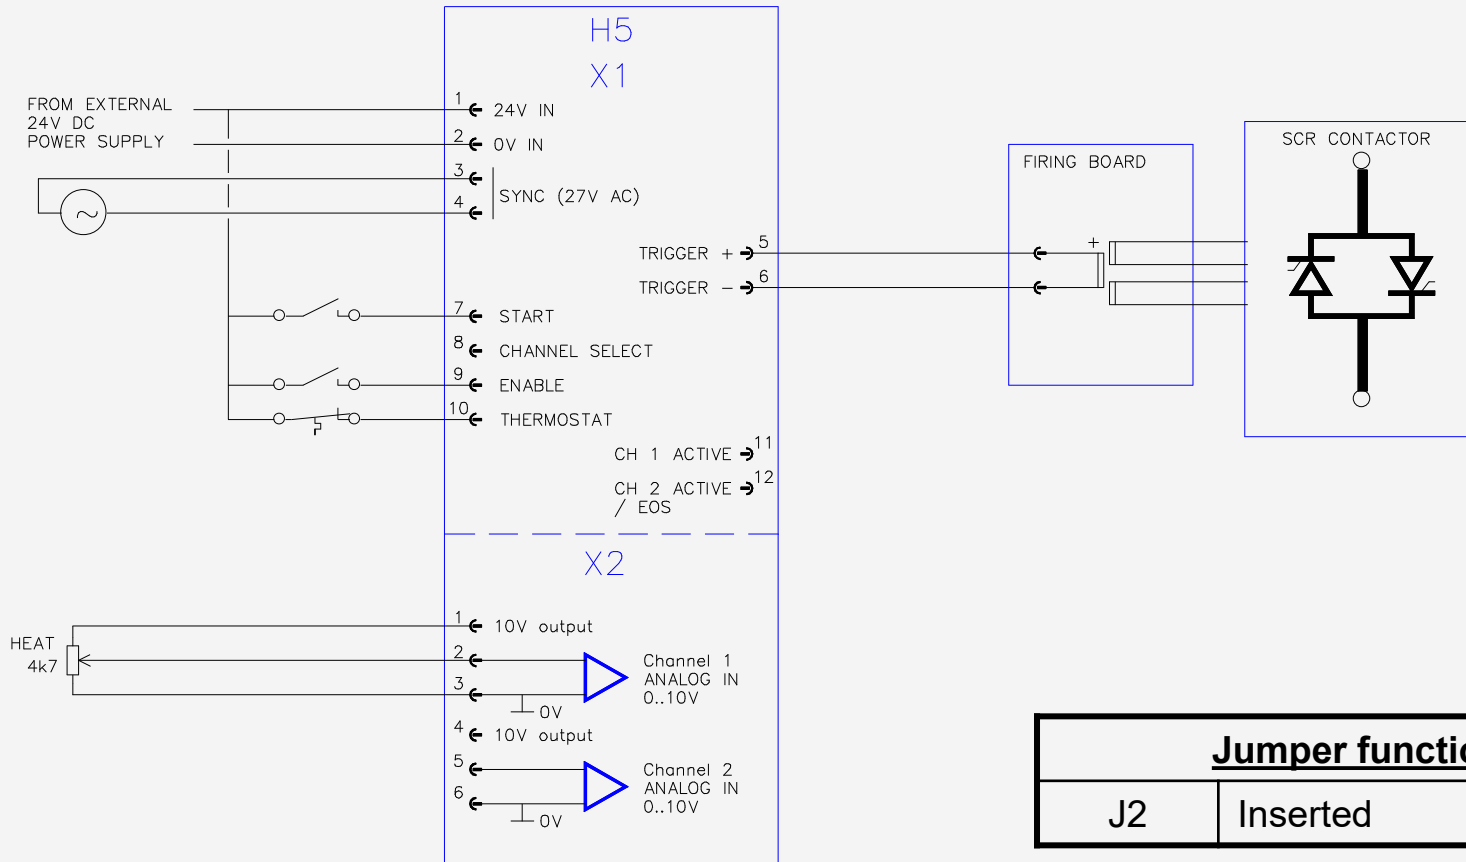 H5
X1
FROM EXTERNAL
24V DC
POWER SUPPLY
1 24V IN
2 0V IN
3
4
SYNC (27V AC)
TRIGGER + 5
TRIGGER - 6
7 START
8 CHANNEL SELECT
9 ENABLE
10 THERMOSTAT
CH 1 ACTIVE 11
CH 2 ACTIVE 12
/ EOS
FIRING BOARD
+
SCR CONTACTOR
X2
HEAT
4k7
1 10V output
2
3
Channel 1
ANALOG IN
0..10V
0V
4 10V output
5
6
Channel 2
ANALOG IN
0..10V
0V
Jumper functio
J2 Inserted